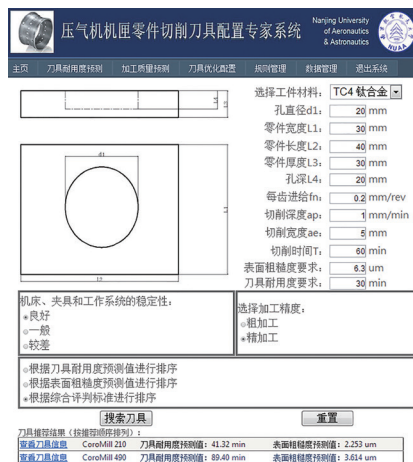 压气机机匣零件切削刀具配置专家系统
Nanjing University
of Aeronautics
& Astronautics
NUAA
主页 刀具耐用度预测 加工质量预测 刀具优化配置 规则管理 数据管理 退出系统
选择工件材料: TC4 钛合金
孔直径d1: 20 mm
零件宽度L1: 30 mm
零件长度L2: 40 mm
零件厚度L3: 30 mm
孔深L4: 20 mm
每齿进给fn: 0.2 mm/rev
切削深度ap: 1 mm/min
切削宽度ae: 5 mm
切削时间T: 60 min
表面粗糙度要求: 6.3 um
刀具耐用度要求: 30 min
d1
L4
L3
L1
L2
机床、夹具和工作系统的稳定性:
良好
一般
较差
选择加工精度:
粗加工
精加工
根据刀具耐用度预测值进行排序
根据表面粗糙度预测值进行排序
根据综合评判标准进行排序
搜索刀具 重置
刀具推荐结果（按推荐顺序排列）:
查看刀具信息 CoroMill 210 刀具耐用度预测值: 41.32 min 表面粗糙度预测值: 2.253 um
查看刀具信息 CoroMill 490 刀具耐用度预测值: 89.40 min 表面粗糙度预测值: 3.614 um